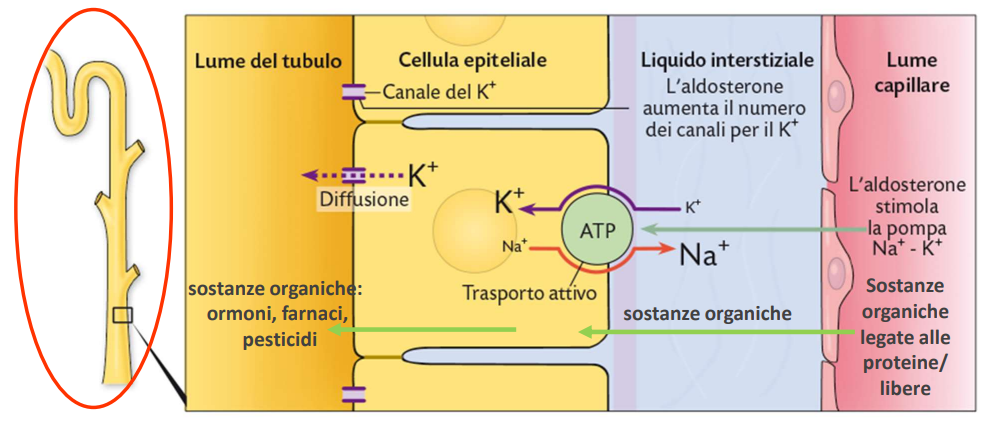 Lume del tubulo
Cellula epiteliale
Liquido interstiziale
Lume
capillare
Canale del K⁺
L'aldosterone
aumenta il numero
dei canali per il K⁺
K⁺
Diffusione
K⁺
K⁺
ATP
Na⁺
Na⁺
L'aldosterone
stimola
la pompa
Na⁺ - K⁺
Trasporto attivo
sostanze organiche:
ormoni, farmaci,
pesticidi
sostanze organiche
Sostanze
organiche
legate alle
proteine/
libere